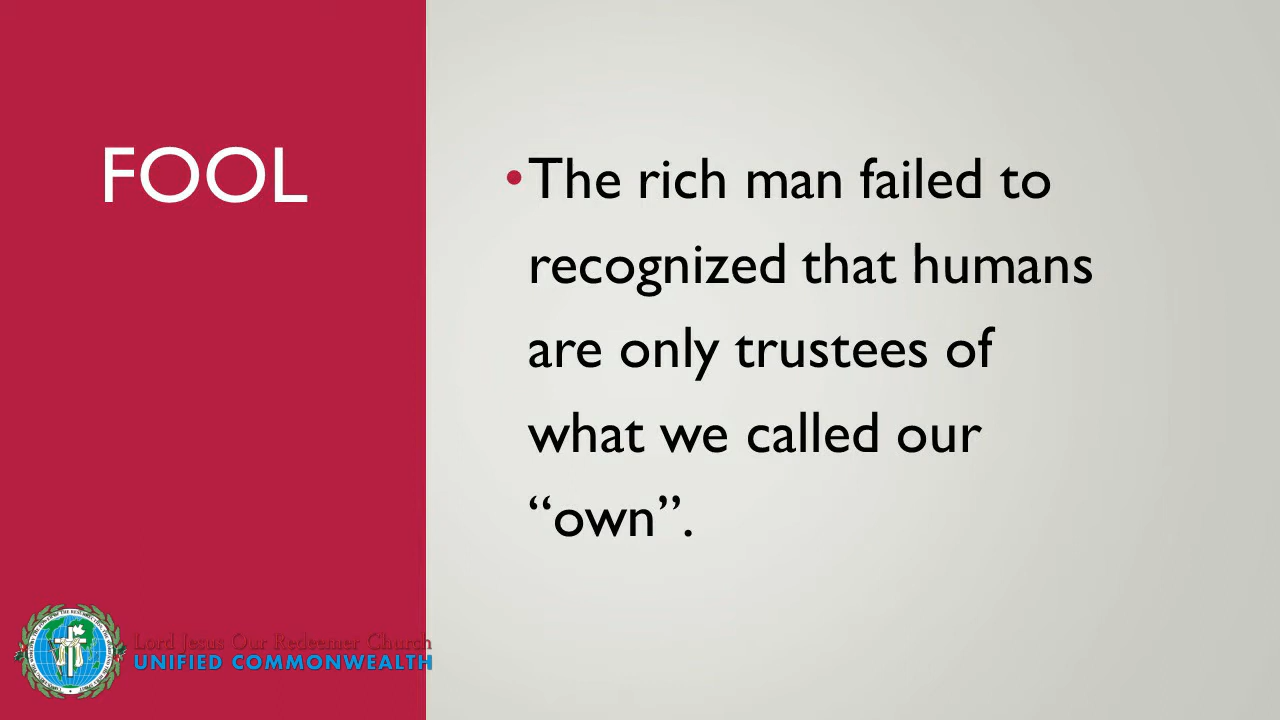 FOOL
•The rich man failed to
recognized that humans
are only trustees of
what we called our
“own”.
Lord Jesus Our Redeemer Church
UNIFIED COMMONWEALTH